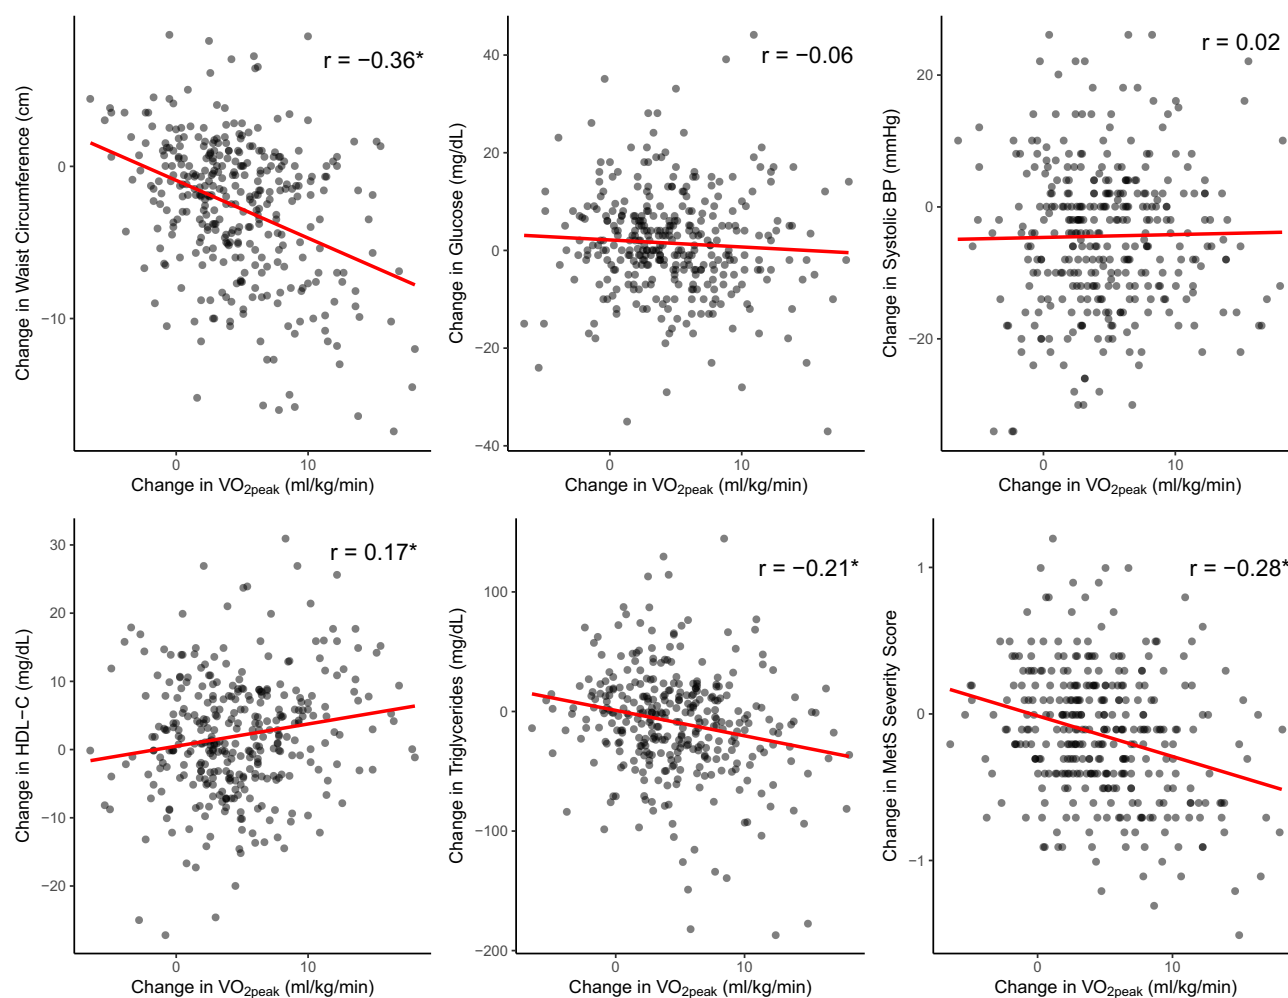 r = −0.36*
Change in Waist Circumference (cm)
0
−10
0 10
Change in VO2peak (ml/kg/min)
r = −0.06
Change in Glucose (mg/dL)
40
20
0
−20
−40
0 10
Change in VO2peak (ml/kg/min)
r = 0.02
Change in Systolic BP (mmHg)
20
0
−20
0 10
Change in VO2peak (ml/kg/min)
r = 0.17*
Change in HDL−C (mg/dL)
30
20
10
0
−10
−20
0 10
Change in VO2peak (ml/kg/min)
r = −0.21*
Change in Triglycerides (mg/dL)
100
0
−100
−200
0 10
Change in VO2peak (ml/kg/min)
r = −0.28*
Change in MetS Severity Score
1
0
−1
0 10
Change in VO2peak (ml/kg/min)